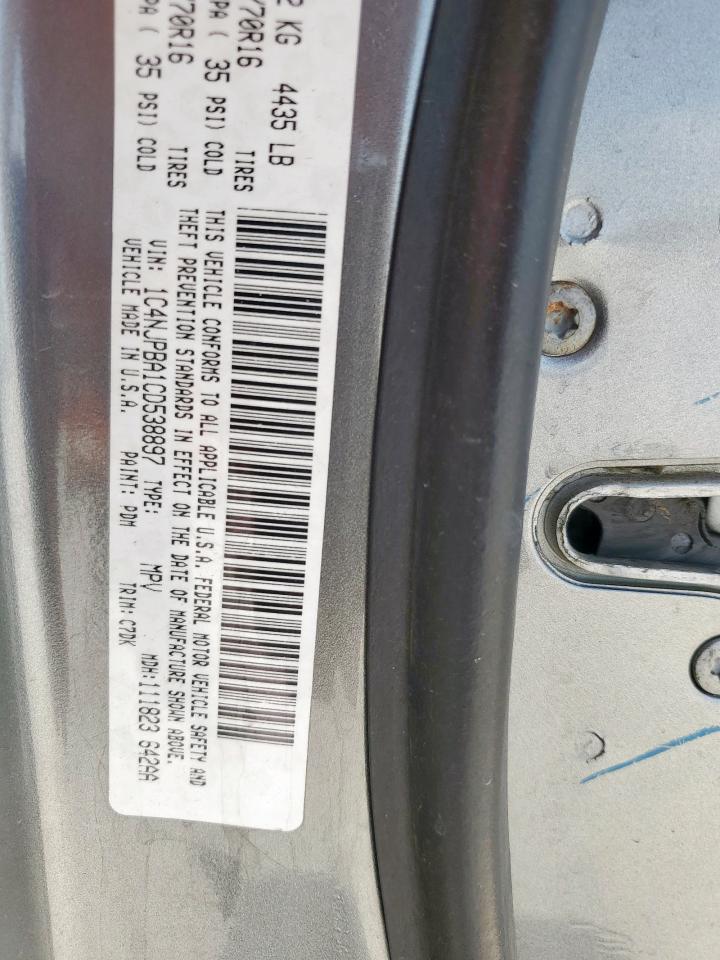 2 KG 4435 LB
/70R16 TIRES
PA ( 35 PSI) COLD
70R16 TIRES
PA ( 35 PSI) COLD
THIS VEHICLE CONFORMS TO ALL APPLICABLE U.S.A. FEDERAL MOTOR VEHICLE SAFETY AND
THEFT PREVENTION STANDARDS IN EFFECT ON THE DATE OF MANUFACTURE SHOWN ABOVE.
VIN: 1C4NJPBA1CD538897 TYPE: MPV MDH:111823 642AA
VEHICLE MADE IN U.S.A. PAINT: PDM TRIM: C7DK